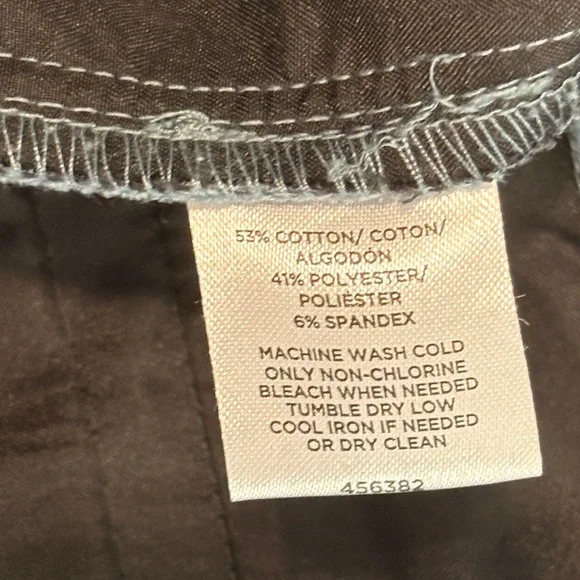 53% COTTON/ COTON/
ALGODÓN
41% POLYESTER/
POLIÉSTER
6% SPANDEX
MACHINE WASH COLD
ONLY NON-CHLORINE
BLEACH WHEN NEEDED
TUMBLE DRY LOW
COOL IRON IF NEEDED
OR DRY CLEAN
456382